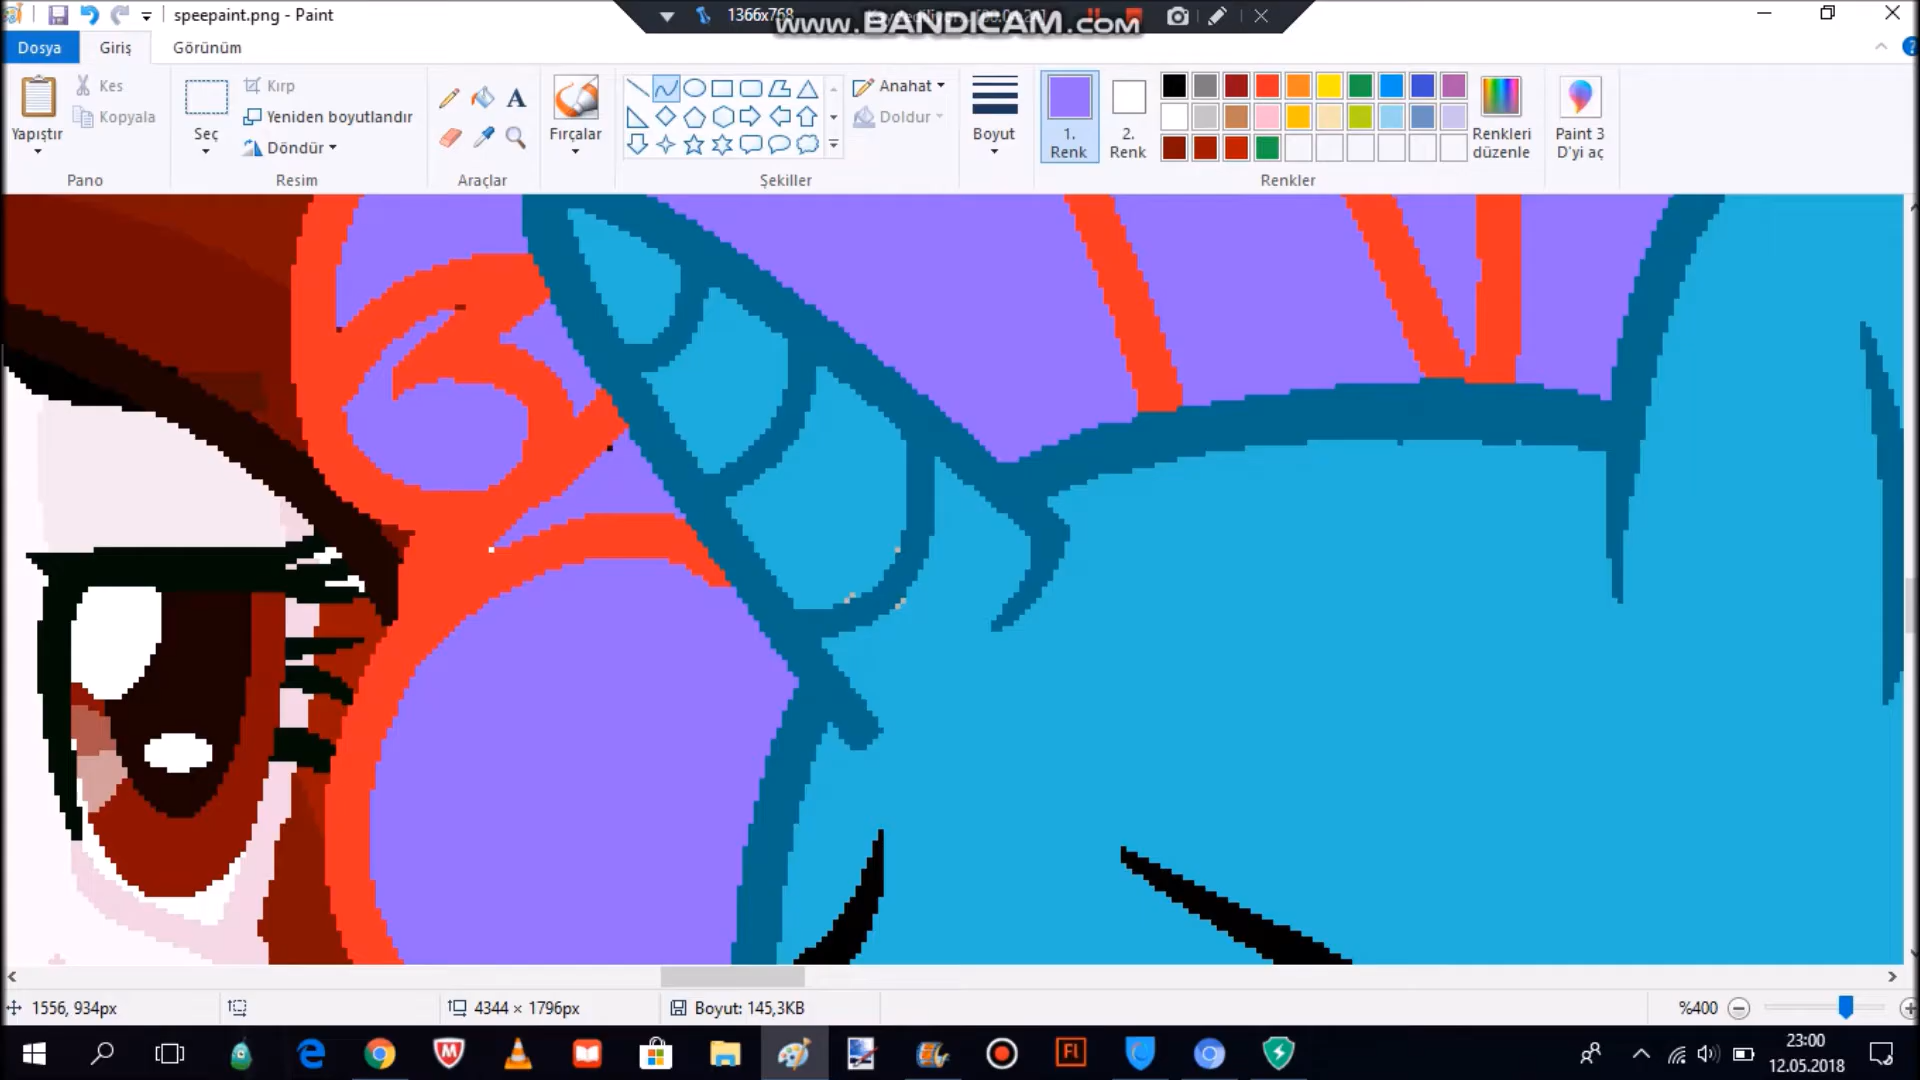 speepaint.png - Paint
1366x768
www.BANDICAM.com
Dosya
Giriş
Görünüm
Yapıştır
Kes
Kopyala
Pano
Seç
Kırp
Yeniden boyutlandır
Döndür
Resim
A
Araçlar
Fırçalar
Anahat
Doldur
Şekiller
Boyut
1.
Renk
2.
Renk
Renkleri
düzenle
Renkler
Paint 3
D'yi aç
1556, 934px
4344 × 1796px
Boyut: 145,3KB
%400
Fl
23:00
12.05.2018